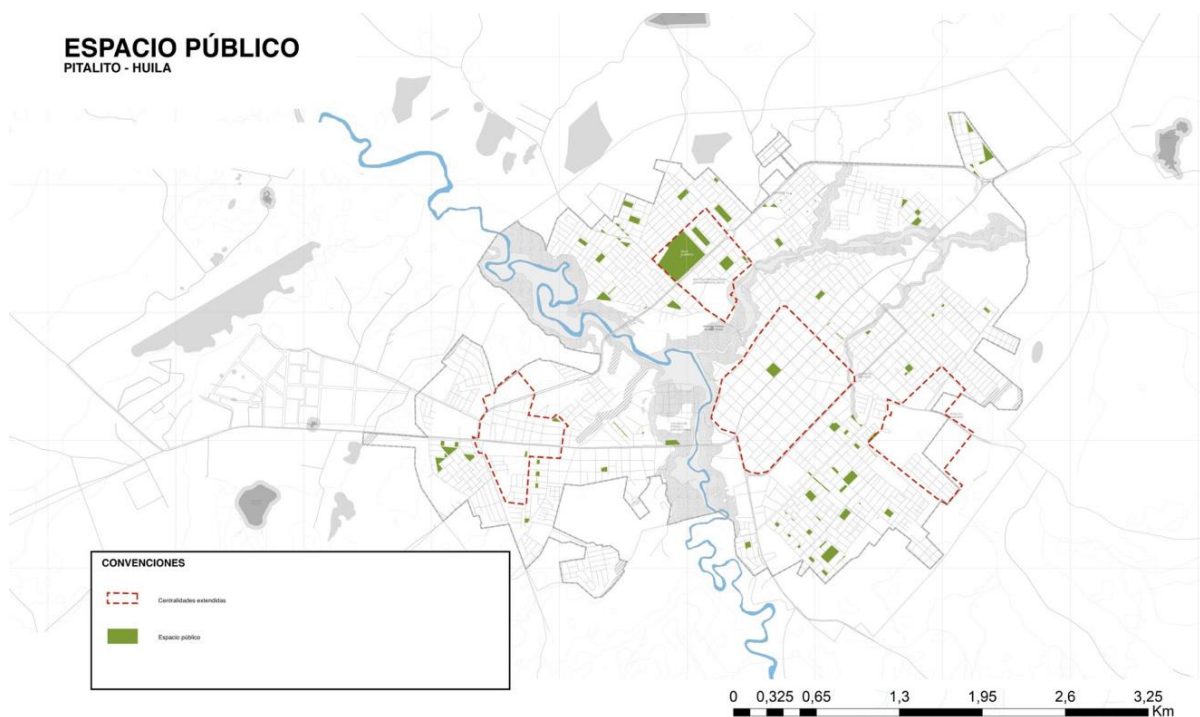 ESPACIO PÚBLICO
PITALITO - HUILA
CONVENCIONES
Centralidades extendidas
Espacio público
0 0,325 0,65 1,3 1,95 2,6 3,25
Km